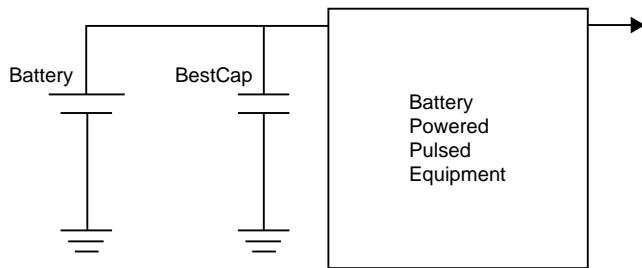 Battery
BestCap
Battery
Powered
Pulsed
Equipment